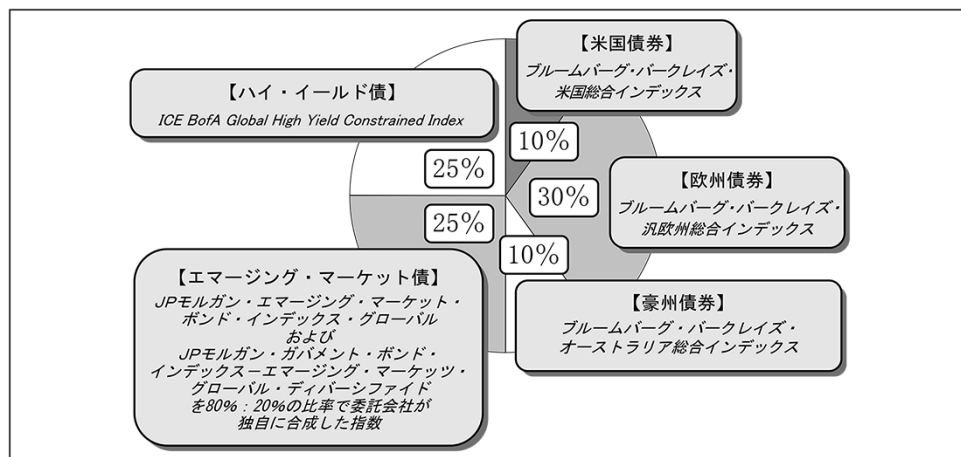 【米国債券】
ブルームバーグ・バークレイズ・
米国総合インデックス
10%
【欧州債券】
ブルームバーグ・バークレイズ・
汎欧州総合インデックス
30%
【豪州債券】
ブルームバーグ・バークレイズ・
オーストラリア総合インデックス
10%
【エマージング・マーケット債】
JPモルガン・エマージング・マーケット・
ボンド・インデックス・グローバル
および
JPモルガン・ガバメント・ボンド・
インデックス−エマージング・マーケッツ・
グローバル・ディバーシファイド
を80%：20%の比率で委託会社が
独自に合成した指数
25%
【ハイ・イールド債】
ICE BofA Global High Yield Constrained Index
25%